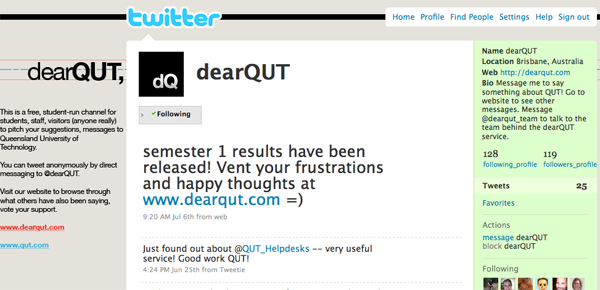 twitter
Home Profile Find People Settings Help Sign out
dearQUT,
This is a free, student-run channel for
students, staff, visitors (anyone really)
to pitch your suggestions, messages to
Queensland University of
Technology.
You can tweet anonymously by direct
messaging to @dearQUT.
Visit our website to browse through
what others have also been saying,
vote your support.
www.dearqut.com
www.qut.com
dQ
dearQUT
Following
semester 1 results have been
released! Vent your frustrations
and happy thoughts at
www.dearqut.com =)
9:20 AM Jul 6th from web
Just found out about @QUT_Helpdesks -- very useful
service! Good work QUT!
4:24 PM Jun 25th from Tweetie
Name dearQUT
Location Brisbane, Australia
Web http://dearqut.com
Bio Message me to say
something about QUT! Go to
website to see other
messages. Message
@dearqut_team to talk to the
team behind the dearQUT
service.
128 119
following_profile followers_profile
Tweets 25
Favorites
Actions
message dearQUT
block dearQUT
Following